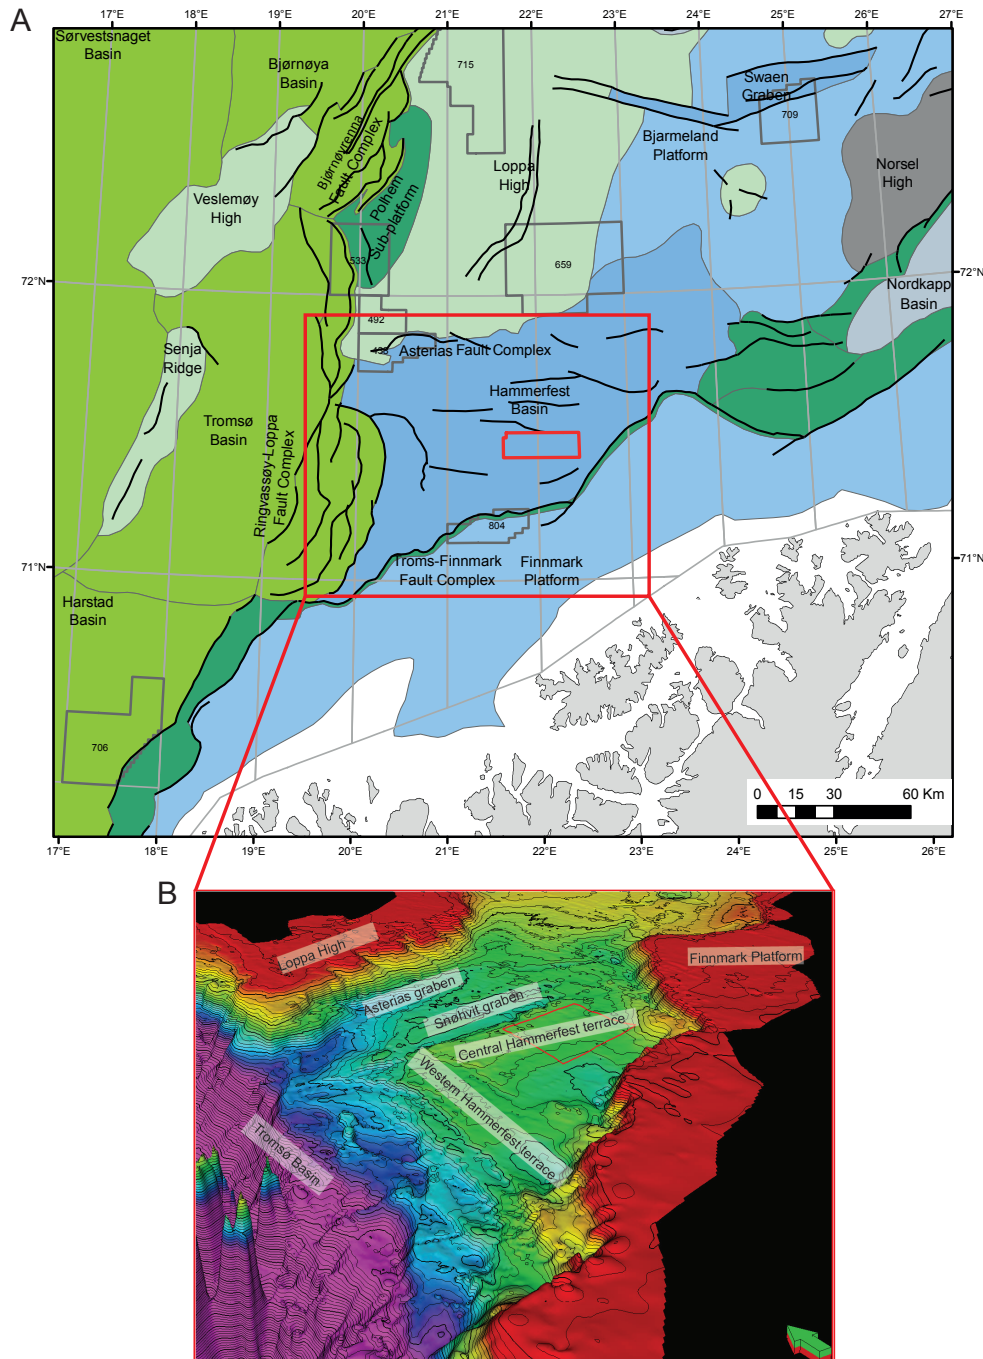 A
17°E 18°E 19°E 20°E 21°E 22°E 23°E 24°E 25°E 26°E 27°E
Sørvestsnaget
Basin
Bjørnøya
Basin
715
Swaen
Graben
709
Bjørnøyrenna
Fault Complex
Bjarmeland
Platform
Loppa
High
Norsel
High
Polhem
Sub-platform
Veslemøy
High
533
659
72°N
72°N
Nordkapp
Basin
492
438
Asterias Fault Complex
Senja
Ridge
Hammerfest
Basin
Tromsø
Basin
Ringvassøy-Loppa
Fault Complex
804
71°N
71°N
Troms-Finnmark
Fault Complex
Finnmark
Platform
Harstad
Basin
706
0 15 30 60 Km
17°E 18°E 19°E 20°E 21°E 22°E 23°E 24°E 25°E 26°E
B
Loppa High
Finnmark Platform
Asterias graben
Snøhvit graben
Central Hammerfest terrace
Western Hammerfest terrace
Tromsø Basin